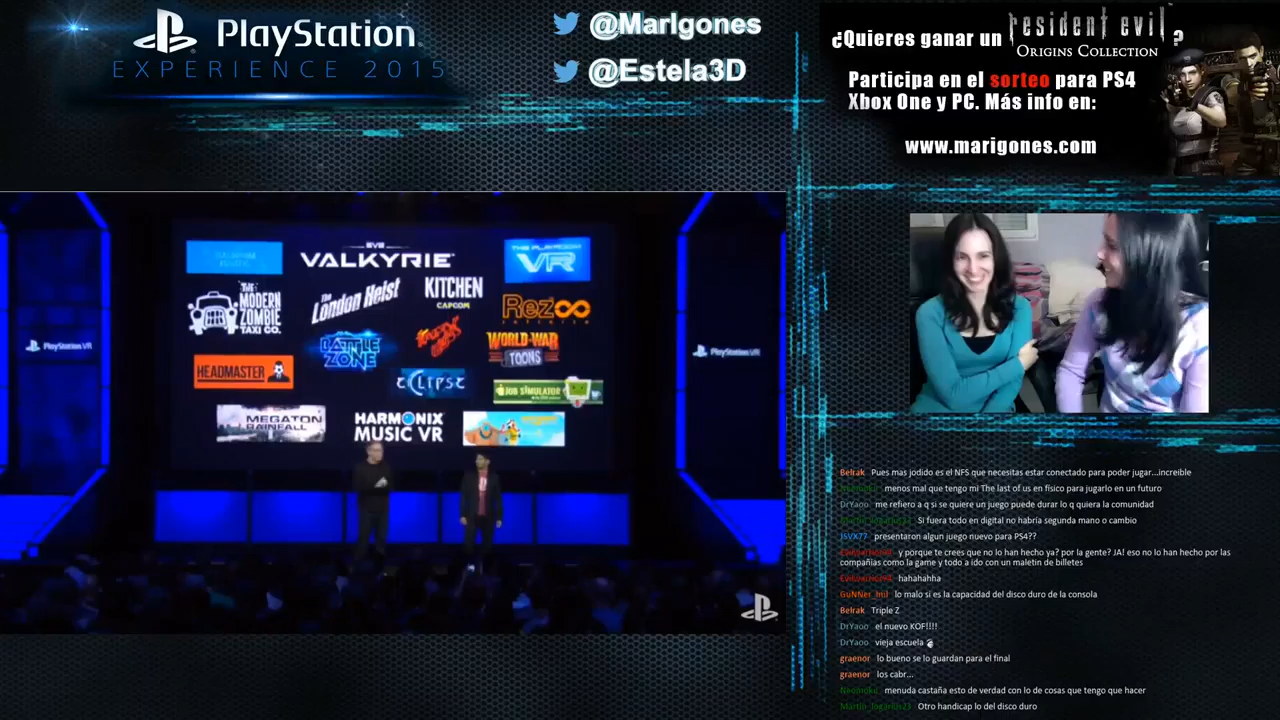 PlayStation
EXPERIENCE 2015
@MarIgones
@Estela3D
¿Quieres ganar un resident evil ?
ORIGINS COLLECTION
Participa en el sorteo para PS4
Xbox One y PC. Más info en:
www.marigones.com
EVE
VALKYRIE
THE PLAYROOM
VR
THE MODERN ZOMBIE TAXI CO.
The London Heist
KITCHEN
CAPCOM
Rez
infinite
BATTLE ZONE
WORLD WAR TOONS
HEADMASTER
ECLIPSE
JOB SIMULATOR
MEGATON
RAINFALL
HARMONIX
MUSIC VR
PlayStation VR
PlayStation VR
Belrak Pues mas jodido es el NFS que necesitas estar conectado para poder jugar...increible
Neomoku menos mal que tengo mi The last of us en físico para jugarlo en un futuro
DrYaoo me refiero a q si se quiere un juego puede durar lo q quiera la comunidad
Martin_logarius23 Si fuera todo en digital no habría segunda mano o cambio
JSVX77 presentaron algun juego nuevo para PS4??
y porque te crees que no lo han hecho ya? por la gente? JA! eso no lo han hecho por las
compañias como la game y todo a ido con un maletin de billetes
hahahahha
GuNNer_Imil lo malo si es la capacidad del disco duro de la consola
Belrak Triple Z
DrYaoo el nuevo KOF!!!!
DrYaoo vieja escuela
graenor lo bueno se lo guardan para el final
graenor los cabr...
Neomoku menuda castaña esto de verdad con lo de cosas que tengo que hacer
Martin_logarius23 Otro handicap lo del disco duro